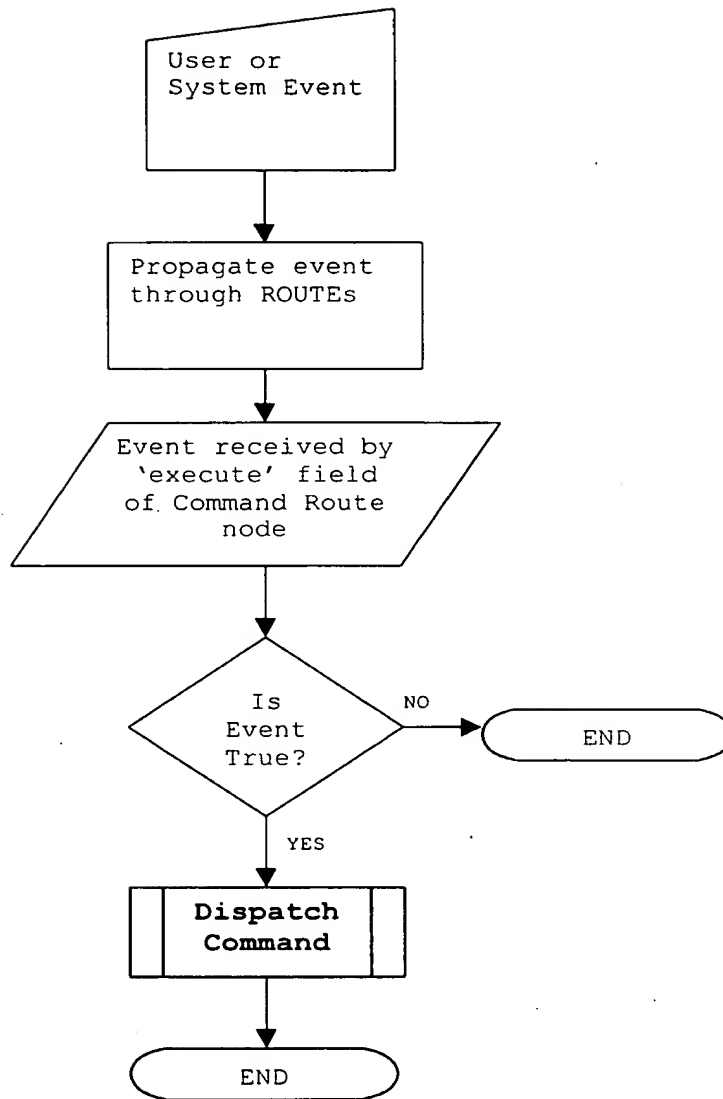 User or
System Event
Propagate event
through ROUTEs
Event received by
'execute' field
of Command Route
node
Is
Event
True?
NO
END
YES
Dispatch
Command
END